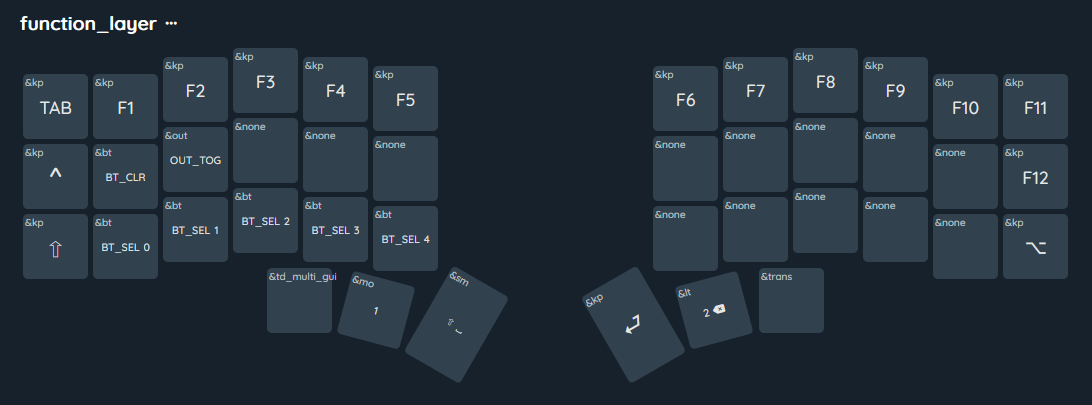 function_layer ···
&kp TAB &kp F1 &kp F2 &kp F3 &kp F4 &kp F5 &kp F6 &kp F7 &kp F8 &kp F9 &kp F10 &kp F11
&kp ^ &bt BT_CLR &out OUT_TOG &none &none &none &none &none &none &none &none &kp F12
&kp ⇧ &bt BT_SEL 0 &bt BT_SEL 1 &bt BT_SEL 2 &bt BT_SEL 3 &bt BT_SEL 4 &none &none &none &none &none &kp ⌥
&td_multi_gui &mo 1 &sm ⇧ ⎵ &kp ⏎ &lt 2 ⌫ &trans